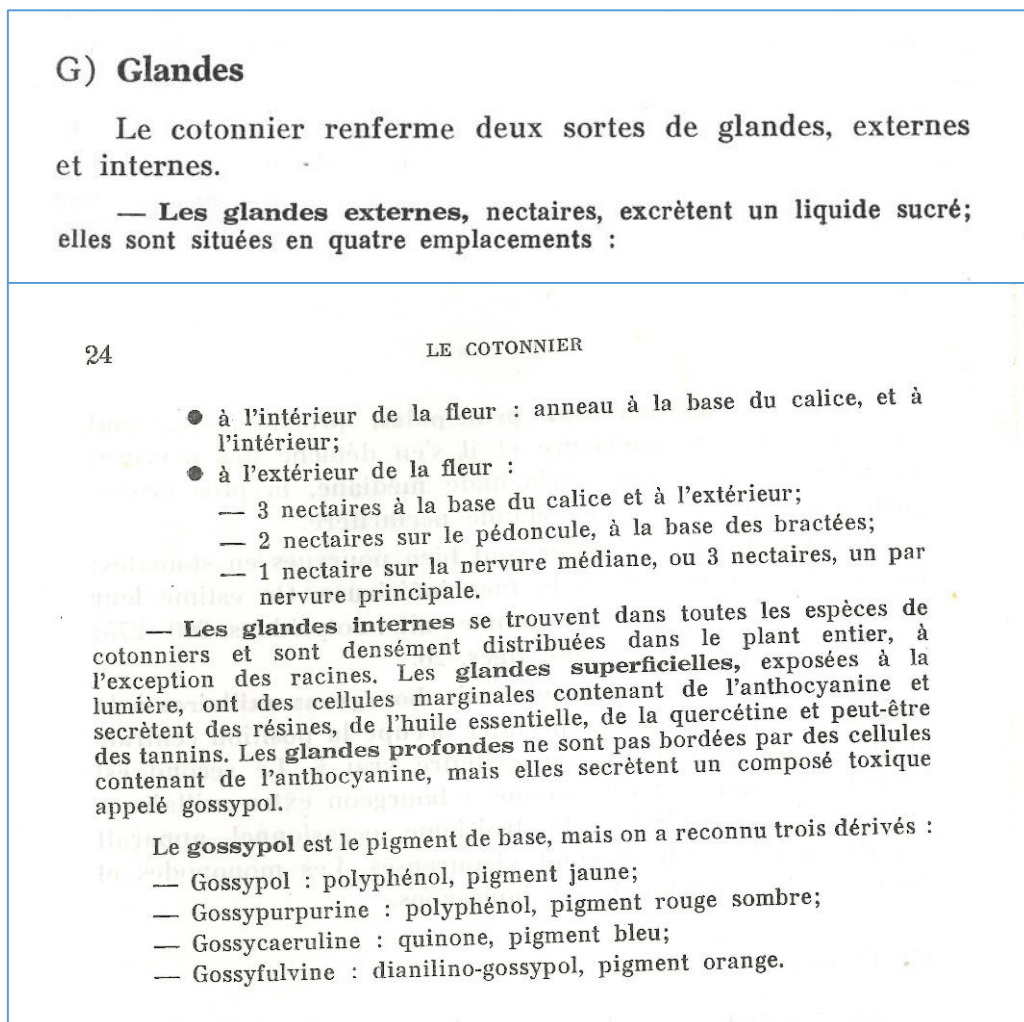 G) Glandes
Le cotonnier renferme deux sortes de glandes, externes
et internes.
— Les glandes externes, nectaires, excrètent un liquide sucré;
elles sont situées en quatre emplacements :
24
LE COTONNIER
● à l'intérieur de la fleur : anneau à la base du calice, et à
l'intérieur;
● à l'extérieur de la fleur :
— 3 nectaires à la base du calice et à l'extérieur;
— 2 nectaires sur le pédoncule, à la base des bractées;
— 1 nectaire sur la nervure médiane, ou 3 nectaires, un par
nervure principale.
— Les glandes internes se trouvent dans toutes les espèces de
cotonniers et sont densément distribuées dans le plant entier, à
l'exception des racines. Les glandes superficielles, exposées à la
lumière, ont des cellules marginales contenant de l'anthocyanine et
secrètent des résines, de l'huile essentielle, de la quercétine et peut-être
des tannins. Les glandes profondes ne sont pas bordées par des cellules
contenant de l'anthocyanine, mais elles secrètent un composé toxique
appelé gossypol.
Le gossypol est le pigment de base, mais on a reconnu trois dérivés :
— Gossypol : polyphénol, pigment jaune;
— Gossypurpurine : polyphénol, pigment rouge sombre;
— Gossycaeruline : quinone, pigment bleu;
— Gossyfulvine : dianilino-gossypol, pigment orange.